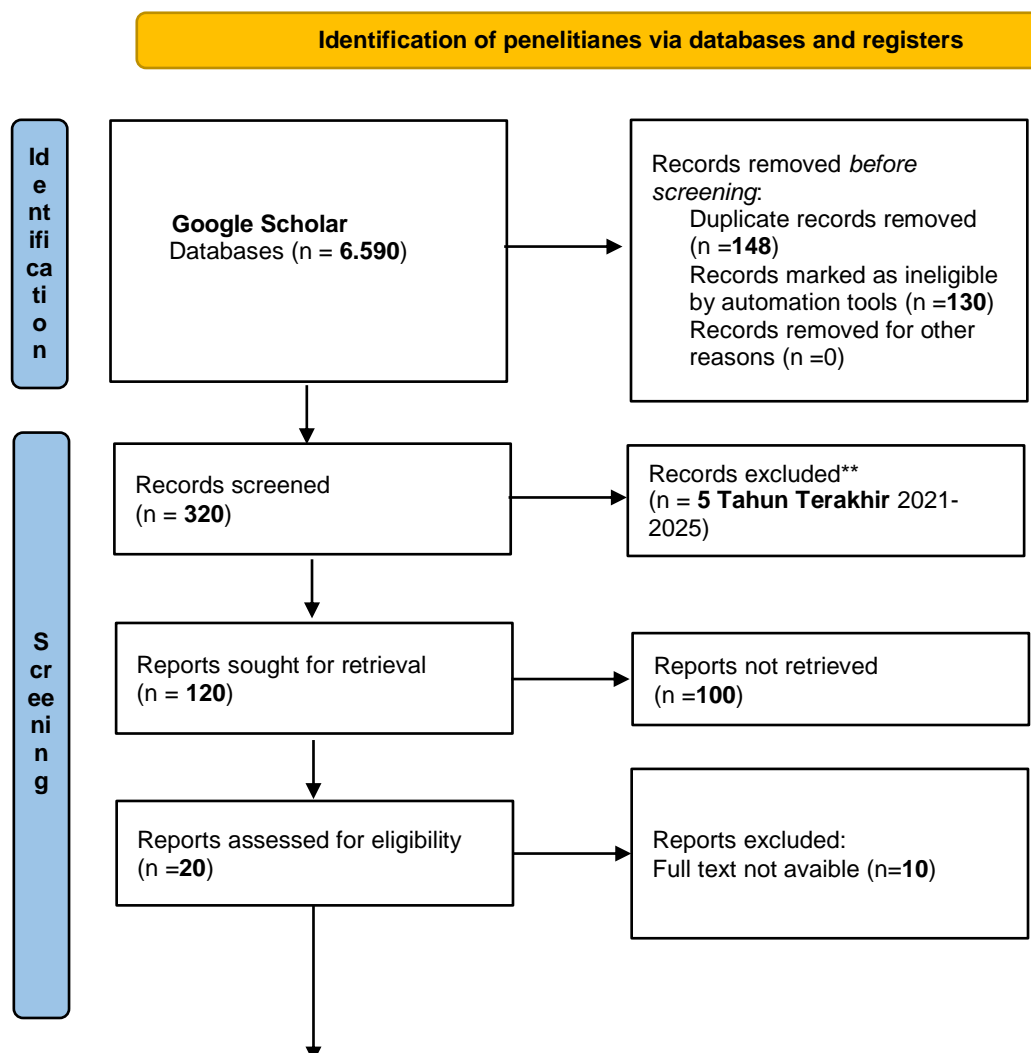 Identification of penelitianes via databases and registers
Id
e
nt
ifi
ca
ti
o
n
Google Scholar
Databases (n = 6.590)
Records removed before
screening:
Duplicate records removed
(n =148)
Records marked as ineligible
by automation tools (n =130)
Records removed for other
reasons (n =0)
S
cr
ee
ni
n
g
Records screened
(n = 320)
Records excluded**
(n = 5 Tahun Terakhir 2021-
2025)
Reports sought for retrieval
(n = 120)
Reports not retrieved
(n =100)
Reports assessed for eligibility
(n =20)
Reports excluded:
Full text not avaible (n=10)